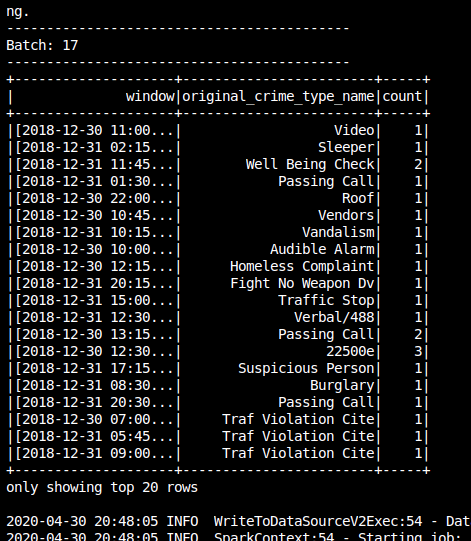 ng.
-------------------------------------------
Batch: 17
-------------------------------------------
+--------------------+------------------------+-----+
|              window|original_crime_type_name|count|
+--------------------+------------------------+-----+
|[2018-12-30 11:00...|                   Video|    1|
|[2018-12-31 02:15...|                 Sleeper|    1|
|[2018-12-31 11:45...|        Well Being Check|    2|
|[2018-12-31 01:30...|            Passing Call|    1|
|[2018-12-30 22:00...|                    Roof|    1|
|[2018-12-30 10:45...|                 Vendors|    1|
|[2018-12-31 10:15...|               Vandalism|    1|
|[2018-12-30 10:00...|           Audible Alarm|    1|
|[2018-12-30 12:15...|      Homeless Complaint|    1|
|[2018-12-31 20:15...|      Fight No Weapon Dv|    1|
|[2018-12-31 15:00...|            Traffic Stop|    1|
|[2018-12-31 12:30...|              Verbal/488|    1|
|[2018-12-30 13:15...|            Passing Call|    2|
|[2018-12-30 12:30...|                  22500e|    3|
|[2018-12-31 17:15...|       Suspicious Person|    1|
|[2018-12-31 08:30...|                Burglary|    1|
|[2018-12-31 20:30...|            Passing Call|    1|
|[2018-12-30 07:00...|     Traf Violation Cite|    1|
|[2018-12-31 05:45...|     Traf Violation Cite|    1|
|[2018-12-31 09:00...|     Traf Violation Cite|    1|
+--------------------+------------------------+-----+
only showing top 20 rows
2020-04-30 20:48:05 INFO  WriteToDataSourceV2Exec:54 - Dat
2020-04-30 20:48:05 INFO  SparkContext:54 - Starting job: